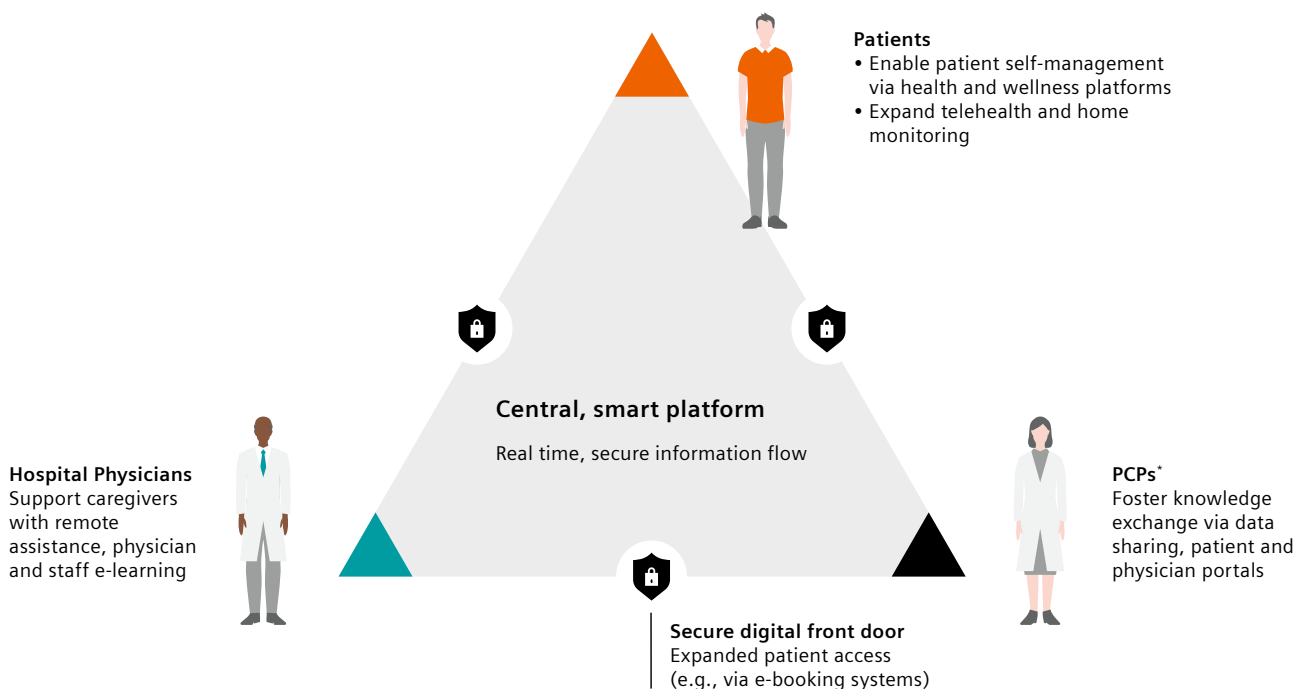 Patients
• Enable patient self-management
via health and wellness platforms
• Expand telehealth and home
monitoring
Central, smart platform
Real time, secure information flow
Hospital Physicians
Support caregivers
with remote
assistance, physician
and staff e-learning
PCPs*
Foster knowledge
exchange via data
sharing, patient and
physician portals
Secure digital front door
Expanded patient access
(e.g., via e-booking systems)